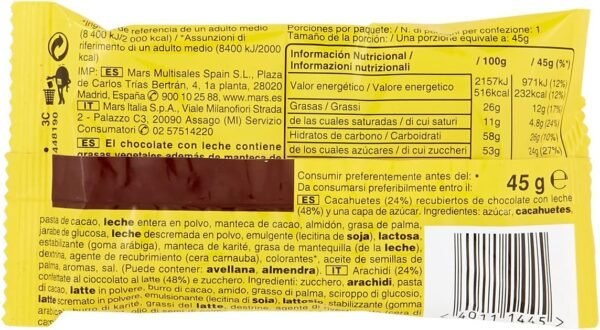 de referencia de un adulto medio
(8400 kJ/2000 kcal) *Assunzioni di
riferimento di un adulto medio
(8 400 kJ/2000
kcal)
IMP: ES Mars Multisales Spain S.L., Plaza
de Carlos Trías Bertrán, 4, 1a planta, 28020
Madrid, España 900 10 25 88, www.mars.es
IT Mars Italia S.p.A., Viale Milanofiori Strada
2 - Palazzo C3, 20090 Assago (MI) Servizio
Consumatori 02 57514220
ES El chocolate con leche contiene
grasas vegetales además de manteca de
3C
448190
Porciones por paquete: / N. di porzioni per confezione: 1
Tamaño de la porción: / Una porzione equivale a: 45g
Información Nutricional / Informazioni nutrizionali / 100g / 45g (%*)
Valor energético / Valore energetico 2157kJ 971kJ (12%)
516kcal 232kcal (12%)
Grasas / Grassi 26g 12g (17%)
de las cuales saturadas / di cui saturi 11g 4.8g (24%)
Hidratos de carbono / Carboidrati 58g 26g (10%)
de los cuales azúcares / di cui zuccheri 53g 24g (27%)
Consumir preferentemente antes del: •
Da consumarsi preferibilmente entro il:
45 g e
ES Cacahuetes (24%) recubiertos de chocolate con leche
(48%) y una capa de azúcar. Ingredientes: azúcar, cacahuetes,
pasta de cacao, leche entera en polvo, manteca de cacao, almidón, grasa de palma,
jarabe de glucosa, leche descremada en polvo, emulgente (lecitina de soja), lactosa,
estabilizante (goma arábiga), manteca de karité, grasa de mantequilla (de la leche),
dextrina, agente de recubrimiento (cera carnauba), colorantes*, aceite de semillas de
palma, aromas, sal. (Puede contener: avellana, almendra). IT Arachidi (24%)
confettate al cioccolato al latte (48%) e zucchero. Ingredienti: zucchero, arachidi, pasta
di cacao, latte in polvere, burro di cacao, amido, grasso di palma, sciroppo di glucosio,
latte scremato in polvere, emulsionante (lecitina di soia), lattosio, stabilizzante (gomma
4011 1445